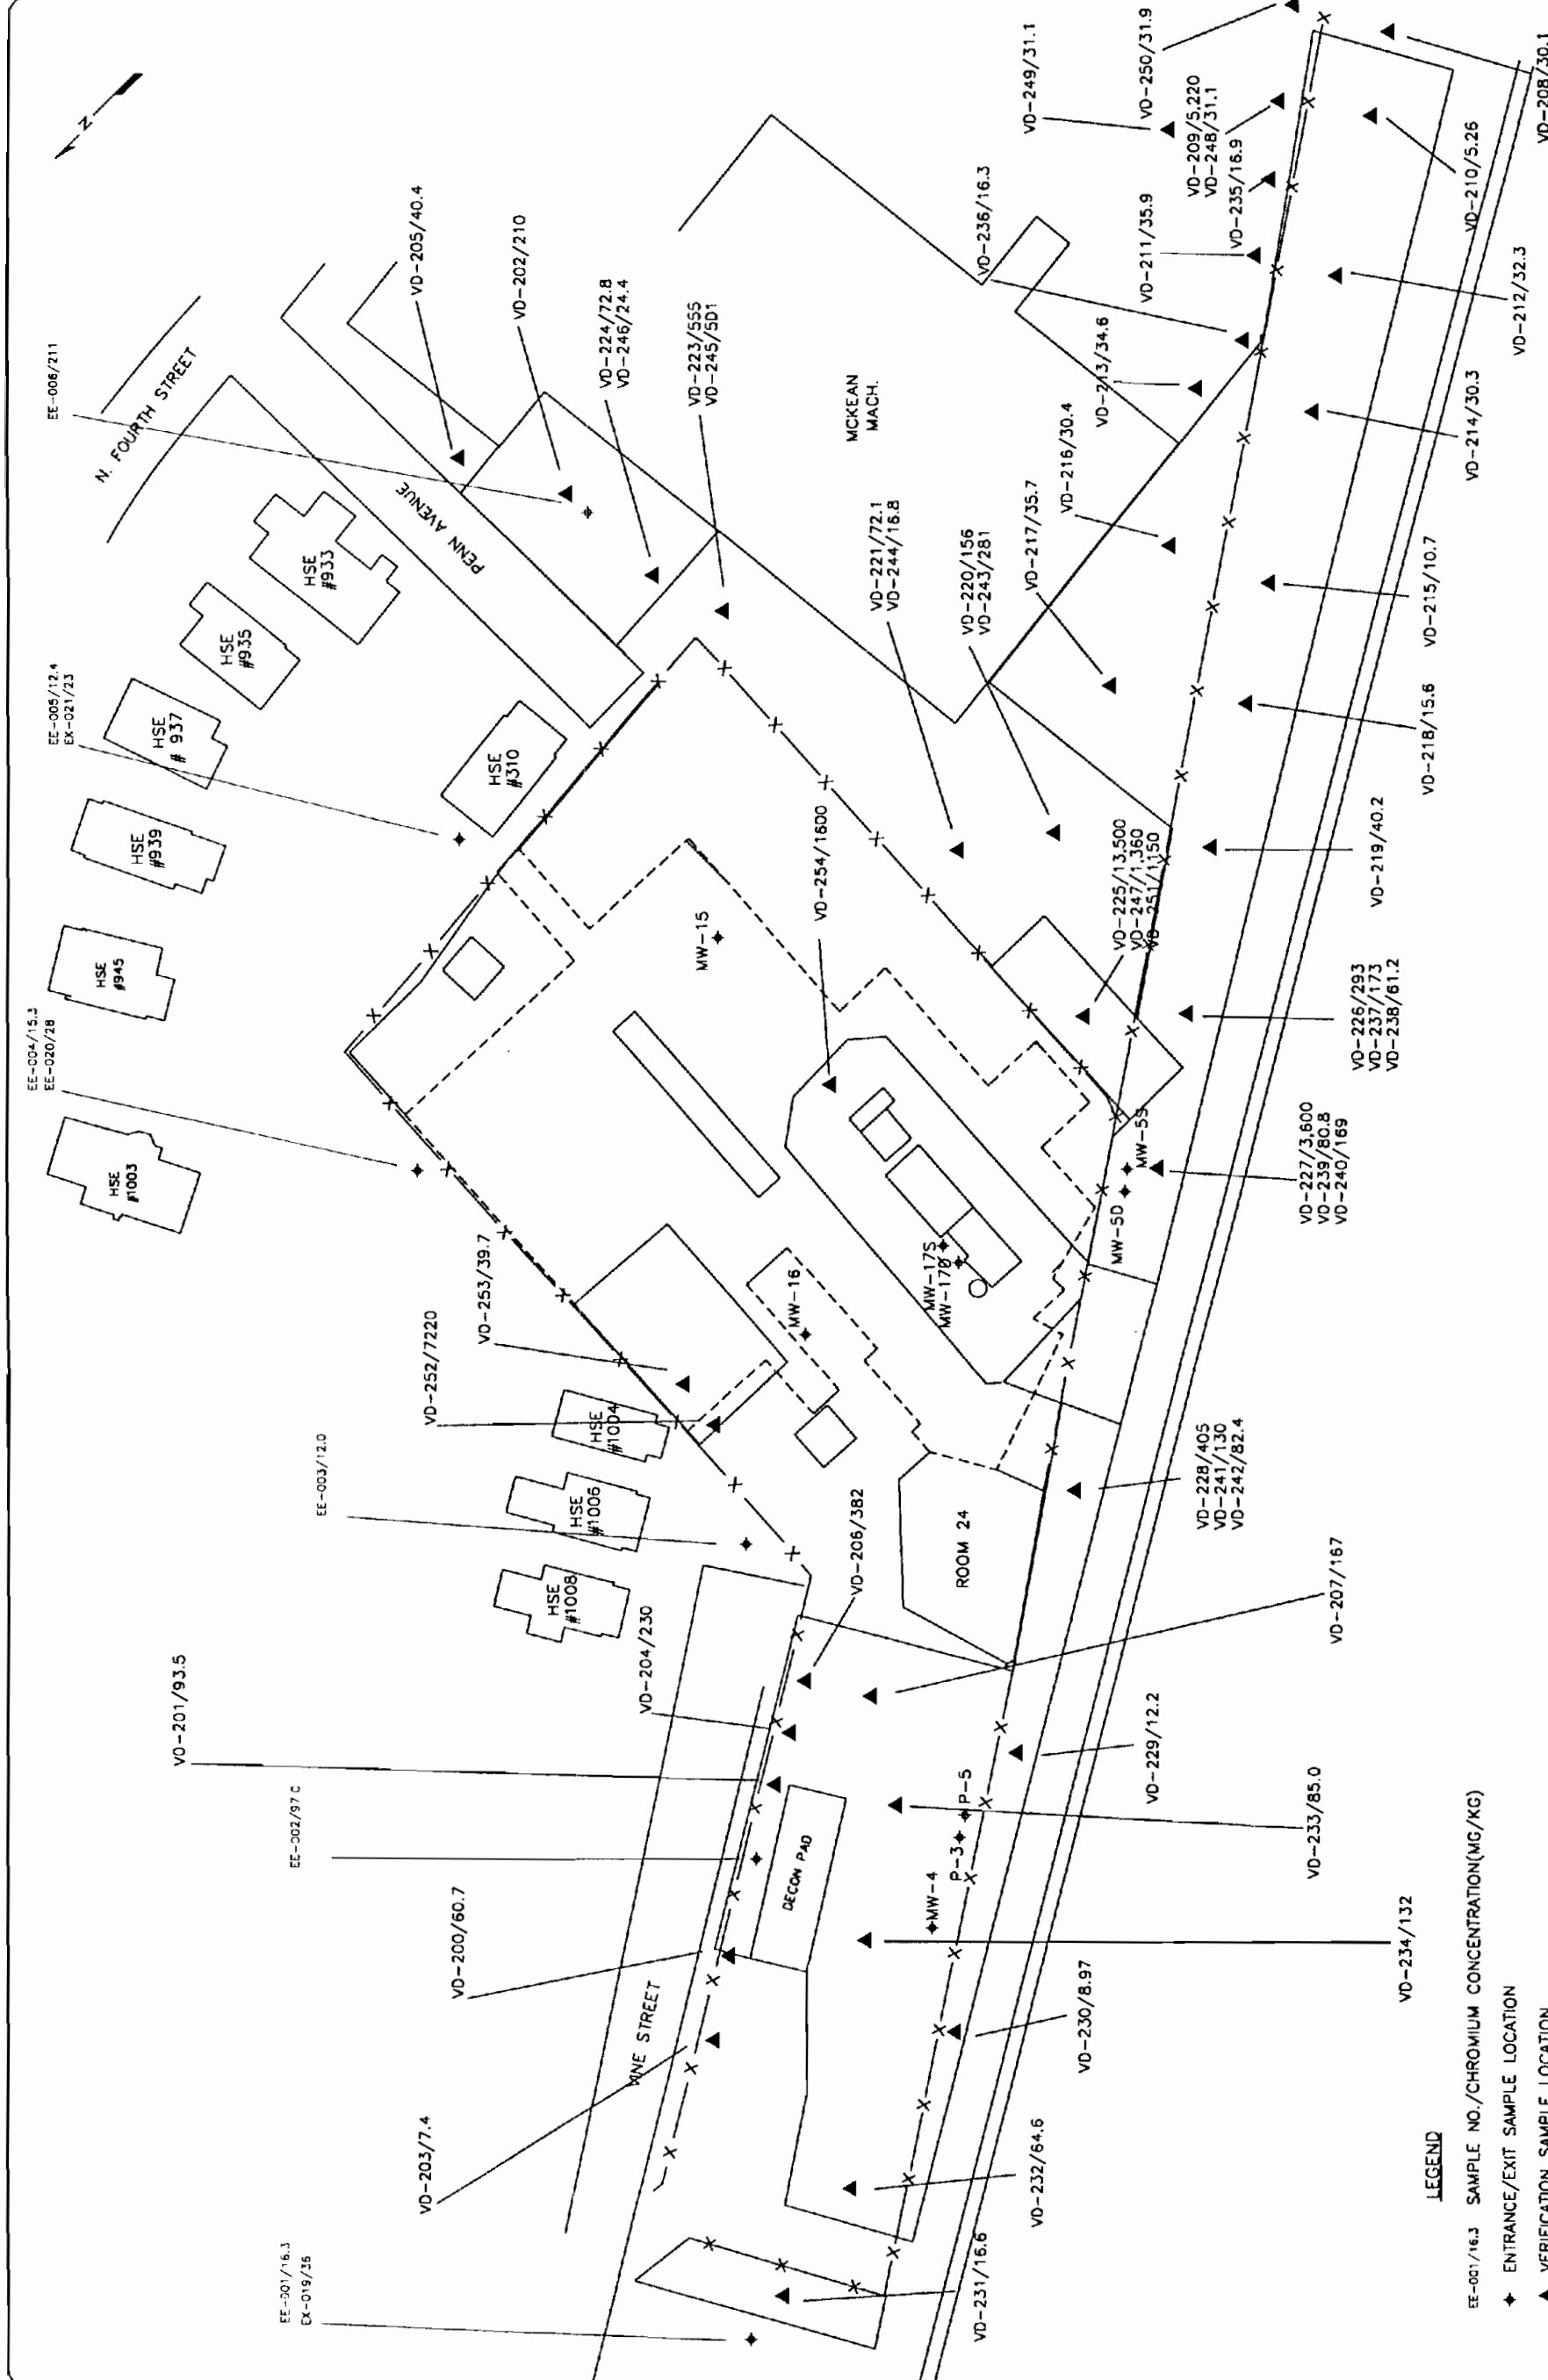 VD-249/31.1
VD-250/31.9
VD-209/5,220
VD-248/31.1
VD-235/16.9
VD-208/30.1
VD-210/5.26
VD-211/35.9
VD-236/16.3
VD-212/32.3
VD-213/34.6
VD-214/30.3
VD-216/30.4
VD-215/10.7
VD-217/35.7
VD-218/15.6
VD-219/40.2
MCKEAN
MACH.
N
VD-205/40.4
VD-202/210
VD-224/72.8
VD-246/24.4
VD-223/555
VD-245/501
EE-006/211
N. FOURTH STREET
PENN AVENUE
HSE
#933
HSE
#935
HSE
# 937
HSE
#939
HSE
#945
HSE
#1003
HSE
#310
EE-005/12.4
EX-021/23
EE-004/15.3
EE-020/28
VD-221/72.1
VD-244/16.8
VD-220/156
VD-243/281
VD-225/13,500
VD-247/1,360
VD-251/1,150
VD-254/1600
MW-15
VD-226/293
VD-237/173
VD-238/61.2
VD-227/3,600
VD-239/80.8
VD-240/169
MW-5S
MW-5D
MW-17S
MW-17D
MW-16
VD-253/39.7
VD-252/7220
HSE
#1004
HSE
#1006
HSE
#1008
EE-003/12.0
VD-228/405
VD-241/130
VD-242/82.4
ROOM 24
VD-206/382
VD-207/167
VD-204/230
VD-201/93.5
EE-002/97.0
VD-229/12.2
VD-233/85.0
P-5
P-3
MW-4
DECON PAD
VD-200/60.7
VD-234/132
VD-230/8.97
VINE STREET
VD-203/7.4
VD-232/64.6
VD-231/16.6
EE-001/16.3
EX-019/36
LEGEND
EE-001/16.3 SAMPLE NO./CHROMIUM CONCENTRATION(MG/KG)
ENTRANCE/EXIT SAMPLE LOCATION
VERIFICATION SAMPLE LOCATION